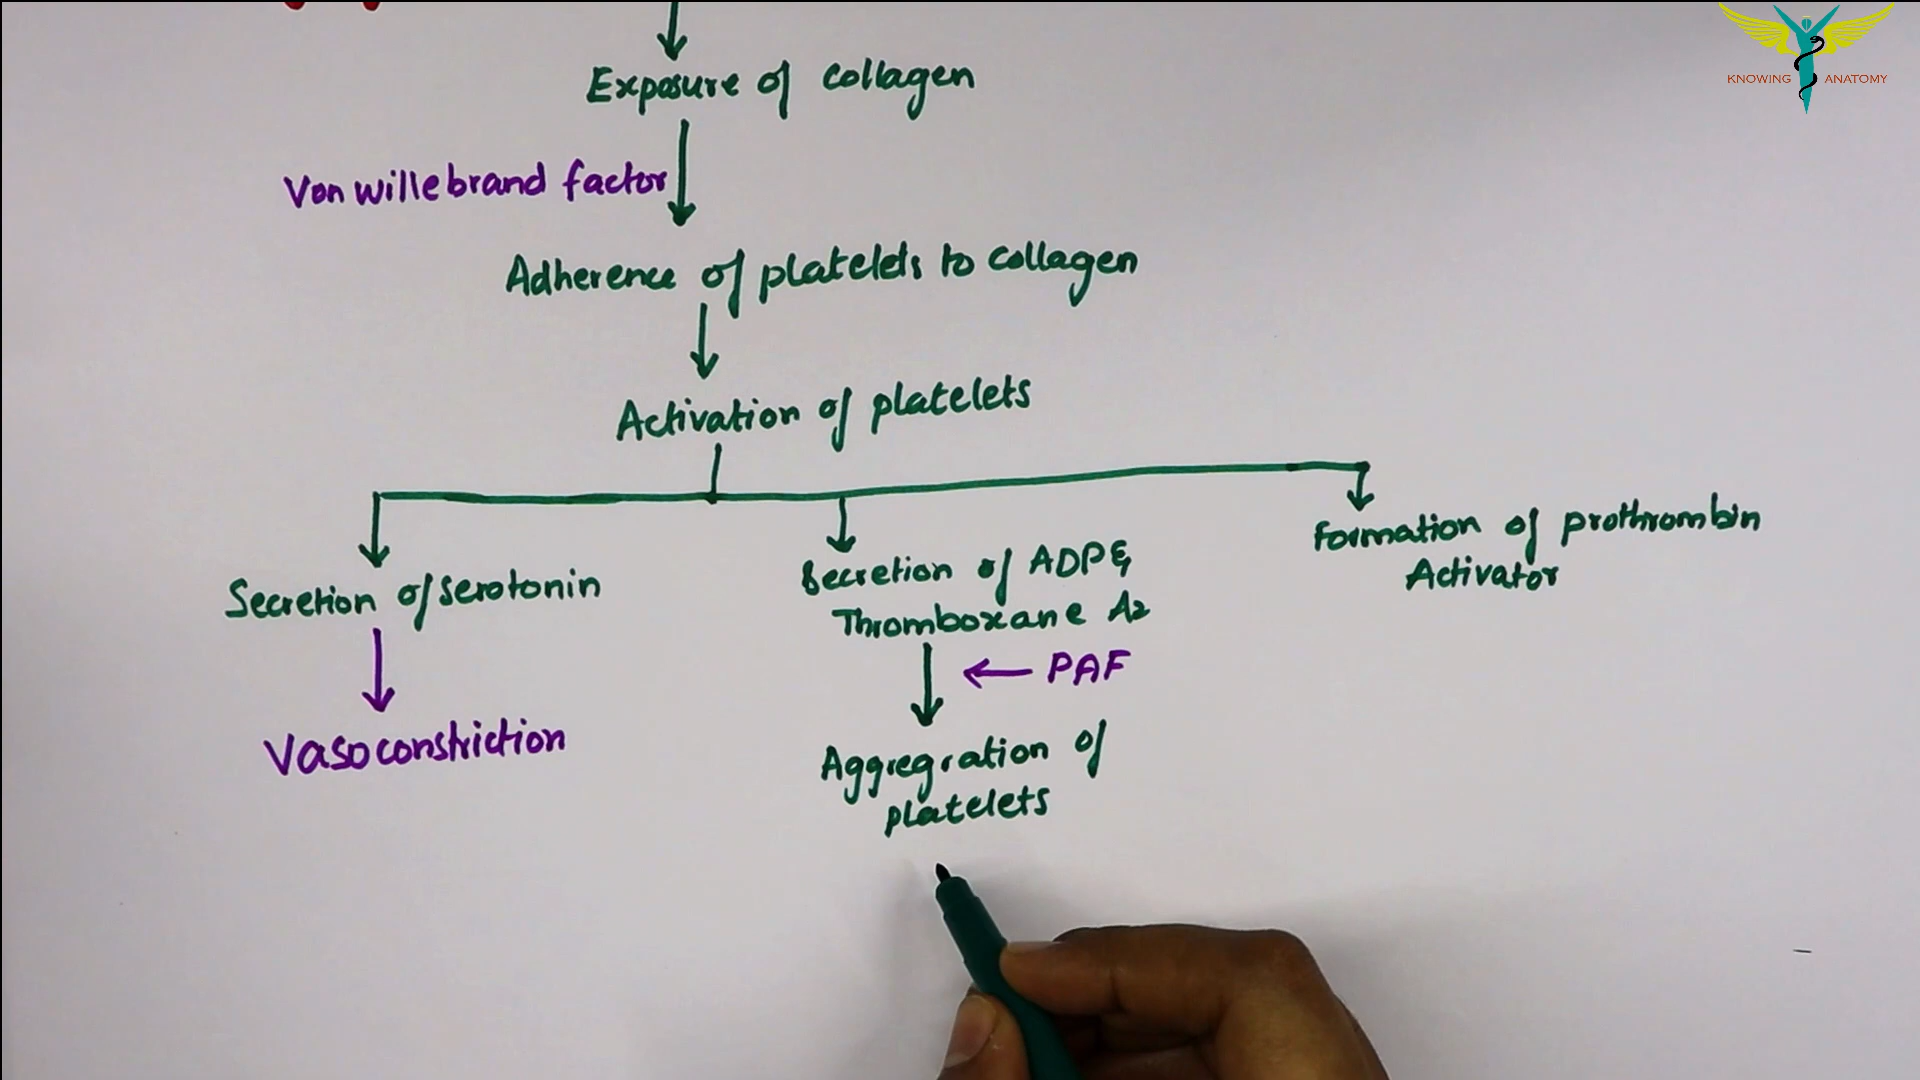 KNOWING ANATOMY
Exposure of collagen
Von willebrand factor
Adherence of platelets to collagen
Activation of platelets
Secretion of serotonin
Secretion of ADP &
Thromboxane A2
Formation of prothrombin
Activator
← PAF
Vasoconstriction
Aggregration of
platelets